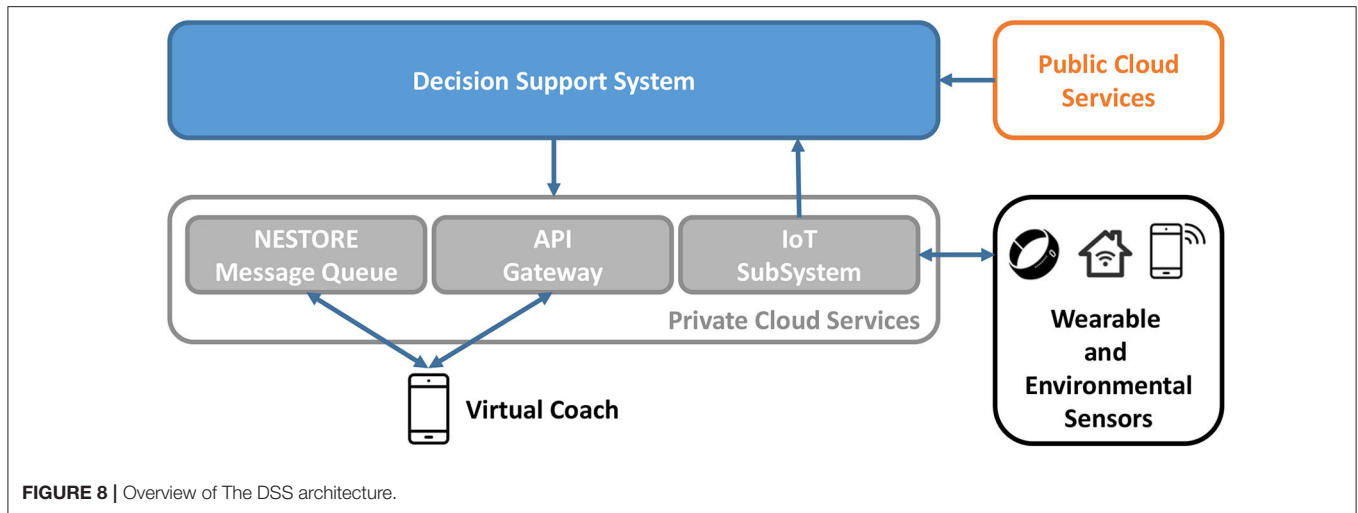 Decision Support System
Public Cloud
Services
NESTORE
Message Queue
API
Gateway
IoT
SubSystem
Private Cloud Services
Wearable
and
Environmental
Sensors
Virtual Coach
FIGURE 8 | Overview of The DSS architecture.